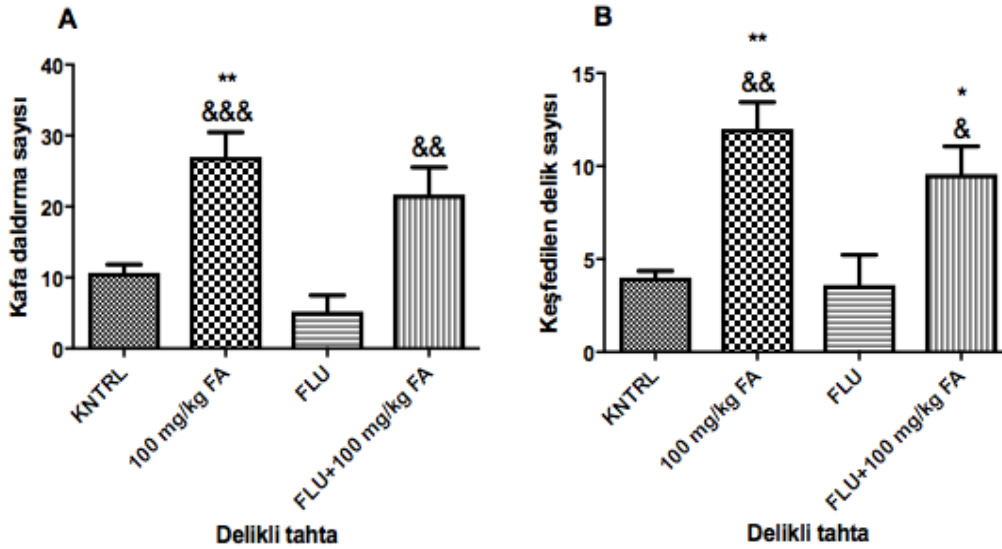 A
Kafa daldırma sayısı
40
30
20
10
0
**
&&&
&&
KNTRL
100 mg/kg FA
FLU
FLU+100 mg/kg FA
Delikli tahta
B
Keşfedilen delik sayısı
15
10
5
0
**
&&
*
&
KNTRL
100 mg/kg FA
FLU
FLU+100 mg/kg FA
Delikli tahta